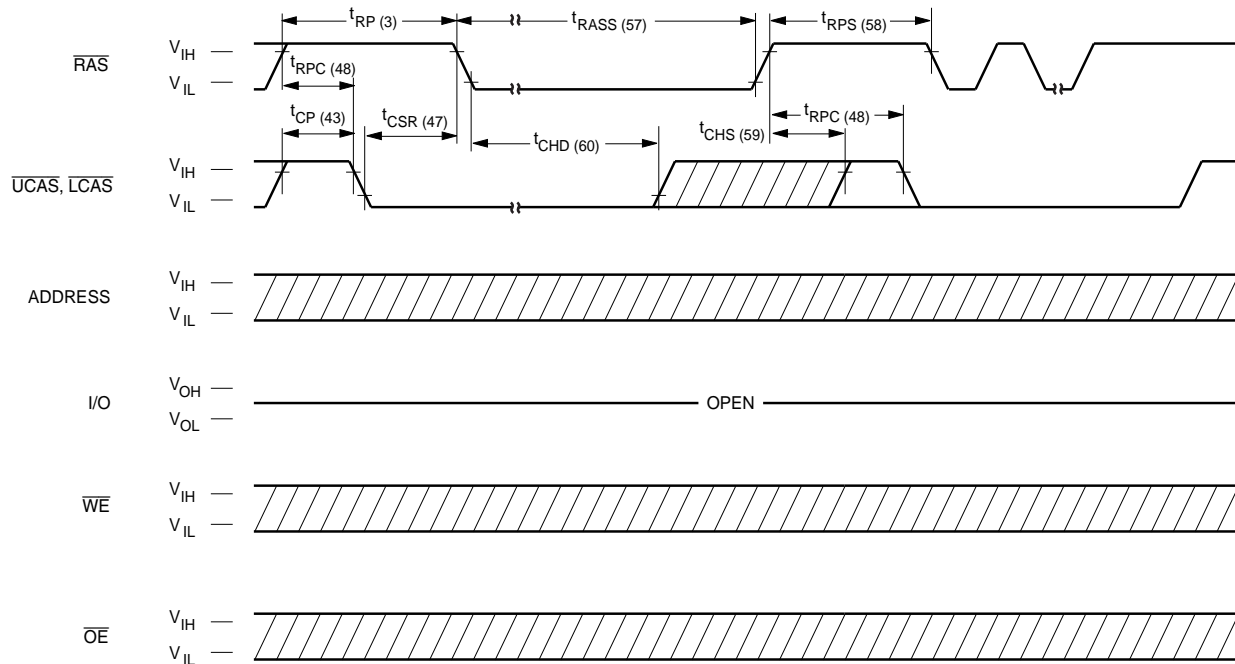 tRP (3)
tRASS (57)
tRPS (58)
RAS
VIH
VIL
tRPC (48)
tCP (43)
tCSR (47)
tCHD (60)
tCHS (59)
tRPC (48)
UCAS, LCAS
VIH
VIL
ADDRESS
VIH
VIL
I/O
VOH
VOL
OPEN
WE
VIH
VIL
OE
VIH
VIL